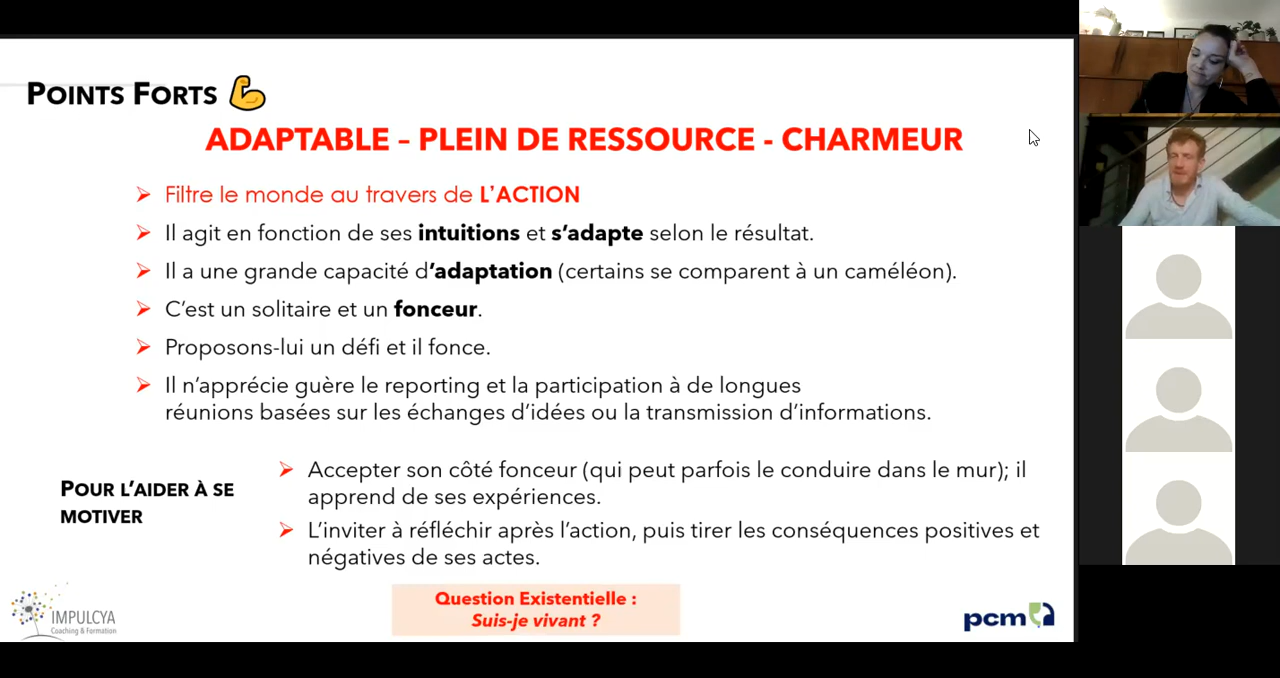 POINTS FORTS
ADAPTABLE – PLEIN DE RESSOURCE - CHARMEUR
Filtre le monde au travers de L’ACTION
Il agit en fonction de ses intuitions et s’adapte selon le résultat.
Il a une grande capacité d’adaptation (certains se comparent à un caméléon).
C’est un solitaire et un fonceur.
Proposons-lui un défi et il fonce.
Il n’apprécie guère le reporting et la participation à de longues
réunions basées sur les échanges d’idées ou la transmission d’informations.
POUR L’AIDER À SE
MOTIVER
Accepter son côté fonceur (qui peut parfois le conduire dans le mur); il
apprend de ses expériences.
L’inviter à réfléchir après l’action, puis tirer les conséquences positives et
négatives de ses actes.
Question Existentielle :
Suis-je vivant ?
IMPULCYA
Coaching & Formation
pcm